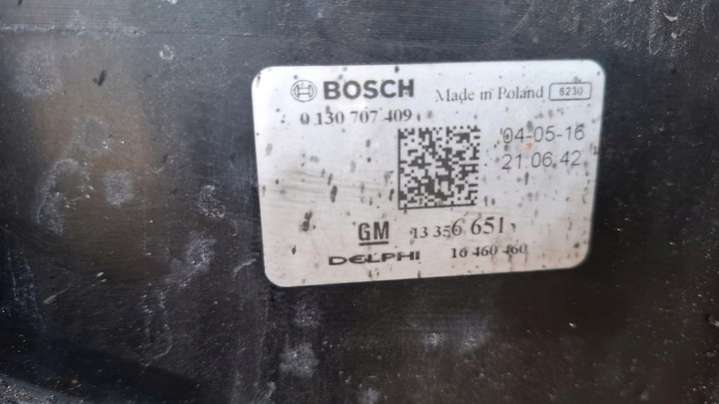 BOSCH Made in Poland 8230
0 130 707 409
04-05-16
21.06.42
GM 13 356 651
DELPHI 16 460 460